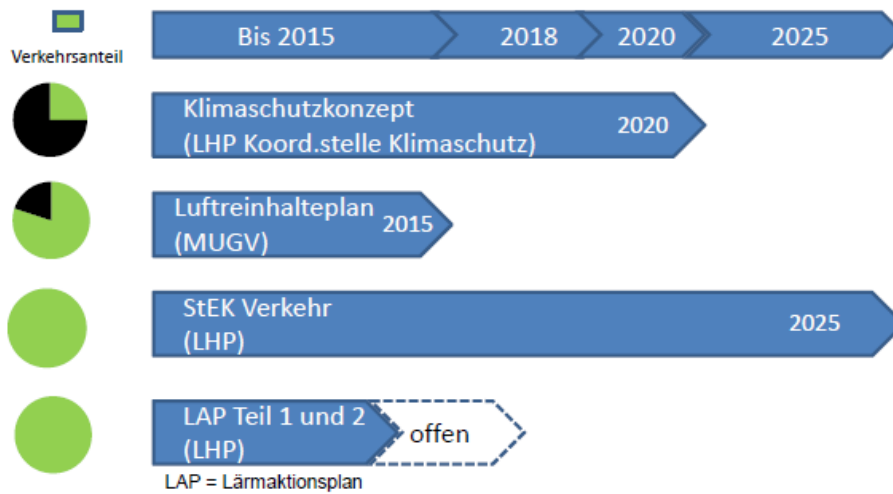 Verkehrsanteil
Bis 2015
2018
2020
2025
Klimaschutzkonzept
(LHP Koord.stelle Klimaschutz)
2020
Luftreinhalteplan
(MUGV)
2015
StEK Verkehr
(LHP)
2025
LAP Teil 1 und 2
(LHP)
offen
LAP = Lärmaktionsplan